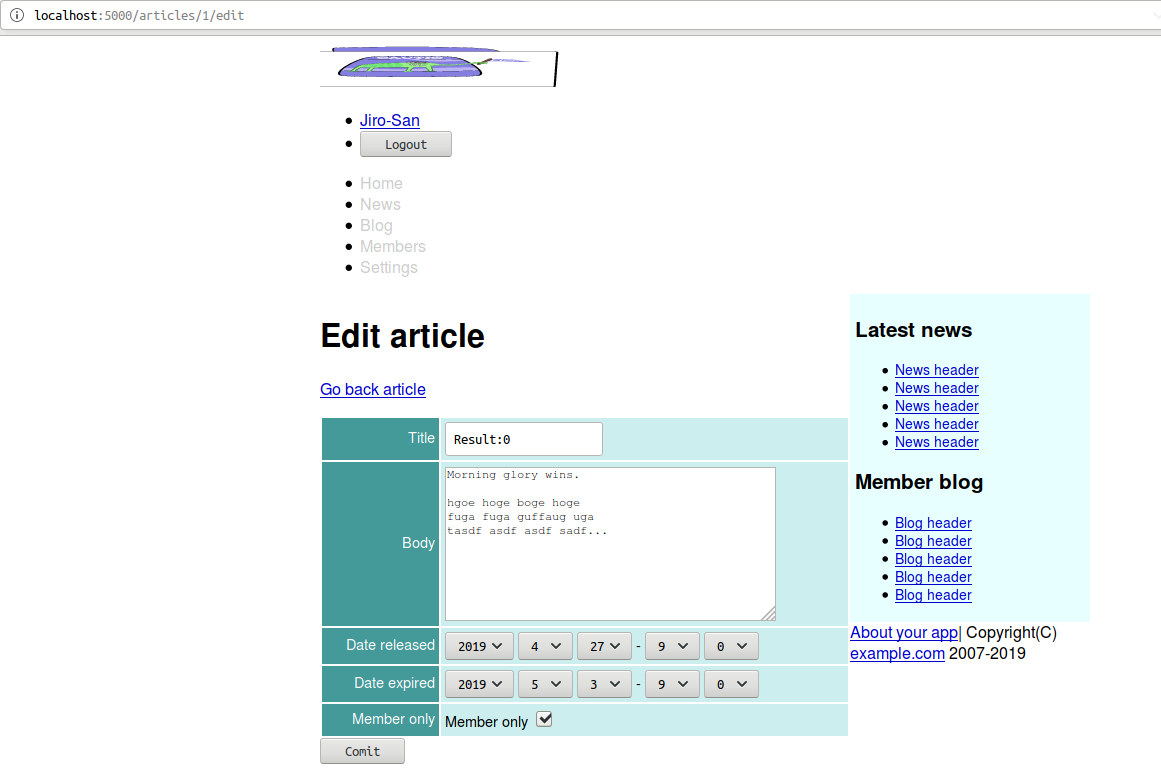 localhost:5000/articles/1/edit
Jiro-San
Logout
Home
News
Blog
Members
Settings
Edit article
Go back article
Title
Result:0
Body
Morning glory wins.
hgoe hoge boge hoge
fuga fuga guffaug uga
tasdf asdf asdf sadf...
Date released
2019 4 27 - 9 0
Date expired
2019 5 3 - 9 0
Member only
Member only
Comit
Latest news
News header
News header
News header
News header
News header
Member blog
Blog header
Blog header
Blog header
Blog header
Blog header
About your app| Copyright(C)
example.com 2007-2019